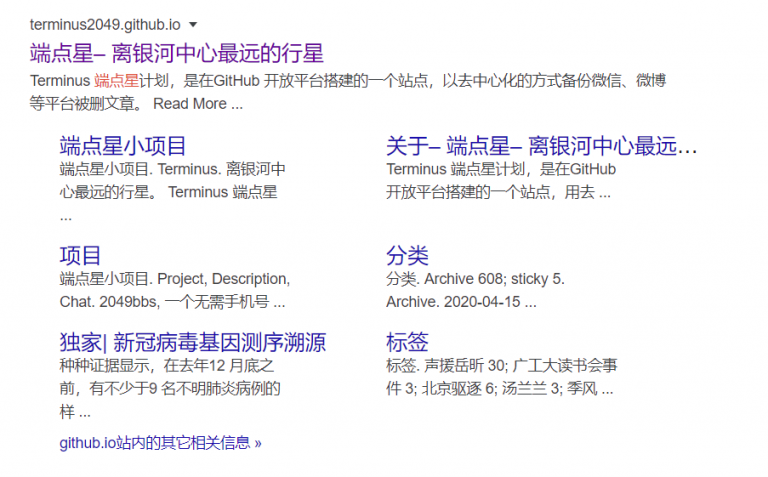 terminus2049.github.io
端点星– 离银河中心最远的行星
Terminus 端点星计划，是在GitHub 开放平台搭建的一个站点，以去中心化的方式备份微信、微博
等平台被删文章。 Read More ...
端点星小项目
端点星小项目. Terminus. 离银河中
心最远的行星。 Terminus 端点星
...
关于– 端点星– 离银河中心最远…
Terminus 端点星计划，是在GitHub
开放平台搭建的一个站点，用去 ...
项目
端点星小项目. Project, Description,
Chat. 2049bbs, 一个无需手机号 ...
分类
分类. Archive 608; sticky 5.
Archive. 2020-04-15 ...
独家| 新冠病毒基因测序溯源
种种证据显示，在去年12 月底之
前，有不少于9 名不明肺炎病例的
样 ...
标签
标签. 声援岳昕 30; 广工大读书会事
件 3; 北京驱逐 6; 汤兰兰 3; 季风 ...
github.io站内的其它相关信息 »